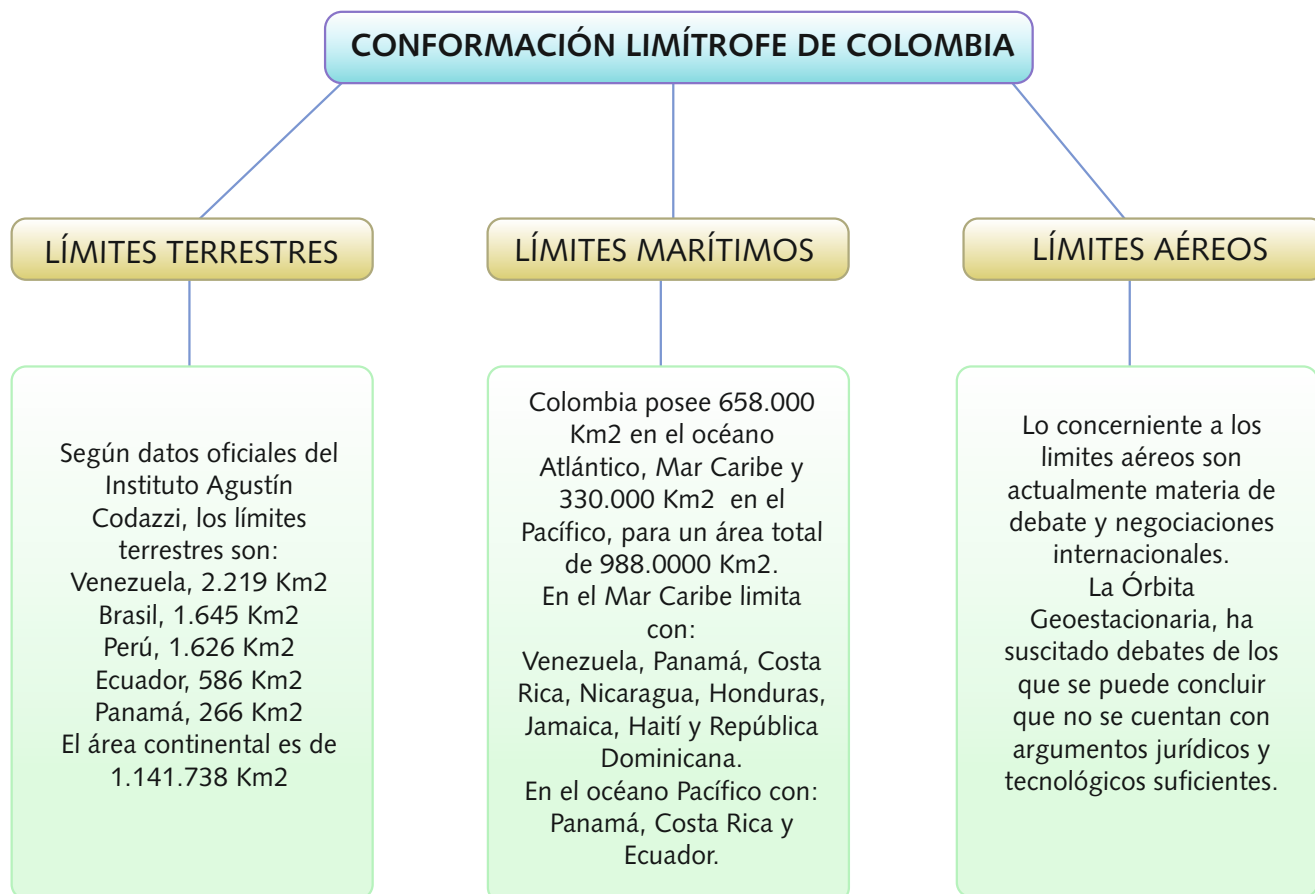 CONFORMACIÓN LIMÍTROFE DE COLOMBIA
LÍMITES TERRESTRES
Según datos oficiales del
Instituto Agustín
Codazzi, los límites
terrestres son:
Venezuela, 2.219 Km2
Brasil, 1.645 Km2
Perú, 1.626 Km2
Ecuador, 586 Km2
Panamá, 266 Km2
El área continental es de
1.141.738 Km2
LÍMITES MARÍTIMOS
Colombia posee 658.000
Km2 en el océano
Atlántico, Mar Caribe y
330.000 Km2 en el
Pacífico, para un área total
de 988.0000 Km2.
En el Mar Caribe limita
con:
Venezuela, Panamá, Costa
Rica, Nicaragua, Honduras,
Jamaica, Haití y República
Dominicana.
En el océano Pacífico con:
Panamá, Costa Rica y
Ecuador.
LÍMITES AÉREOS
Lo concerniente a los
limites aéreos son
actualmente materia de
debate y negociaciones
internacionales.
La Órbita
Geoestacionaria, ha
suscitado debates de los
que se puede concluir
que no se cuentan con
argumentos jurídicos y
tecnológicos suficientes.